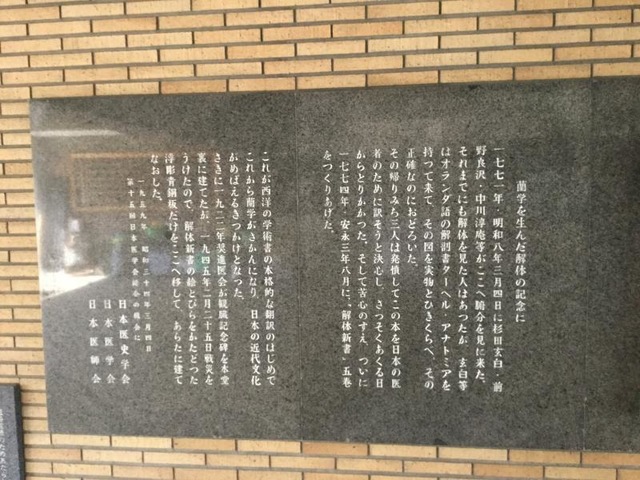 蘭学を生んだ解体の記念に
一七七一年・明和八年三月四日に杉田玄白・前
野良沢・中川淳庵等がここへ腑分を見に来た。
それまでにも解体を見た人はあったが、玄白等
はオランダ語の解剖書ターヘル アナトミアを
持って来て、その図を実物とひきくらべ、その
正確なのにおどろいた。
その帰りみち三人は発憤してこの本を日本の医
者のために訳そうと決心し、さっそくあくる日
からとりかかった。そして苦心のすえ、ついに
一七七四年・安永三年八月に、「解体新書」五巻
をつくりあげた。
これが西洋の学術書の本格的な翻訳のはじめで
これから蘭学がさかんになり、日本の近代文化
がめばえるきっかけとなった。
さきに一九二二年奨進医会が観臓記念碑を本堂
裏に建てたが、一九四五年二月二十五日戦災を
うけたので、解体新書の絵とびらをかたどった
浮彫青銅板だけをここへ移して、あらたに建て
なおした。
一九五九年・昭和三十四年三月四日
第十五回日本医学会総会の機会に
日本医史学会
日本医学会
日本医師会